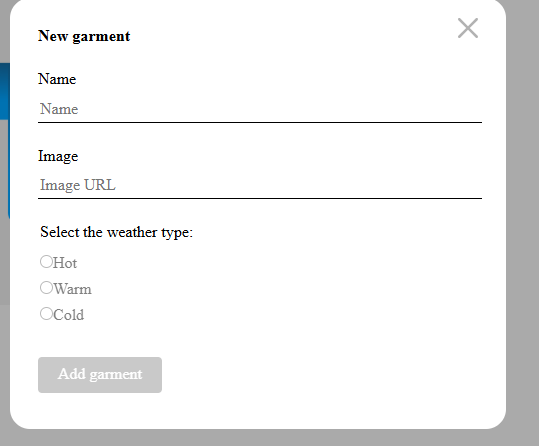 New garment
Name
Name
Image
Image URL
Select the weather type:
Hot
Warm
Cold
Add garment